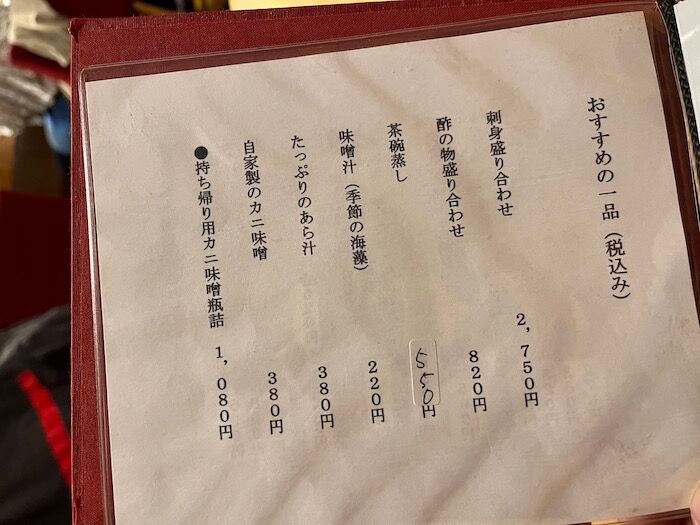 おすすめの一品（税込み）
刺身盛り合わせ　２，７５０円
酢の物盛り合わせ　８２０円
茶碗蒸し　５５０円
味噌汁（季節の海藻）　２２０円
たっぷりのあら汁　３８０円
自家製のカニ味噌　３８０円
●持ち帰り用カニ味噌瓶詰　１，０８０円